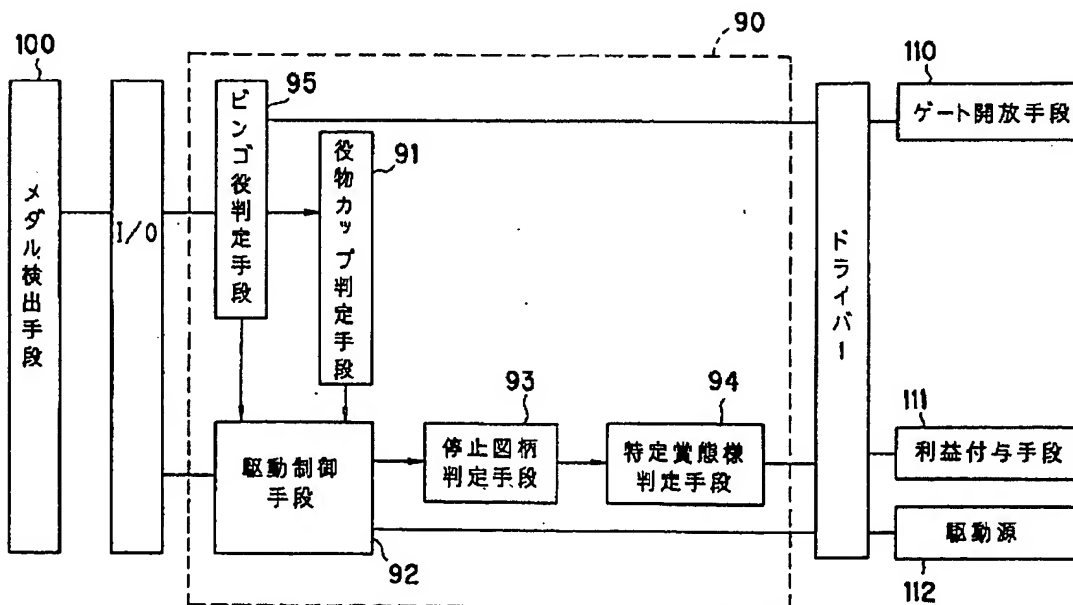 90
100
メダル検出手段
I/O
95
ビンゴ役判定手段
91
役物カップ判定手段
駆動制御
手段
92
93
停止図柄
判定手段
94
特定賞態様
判定手段
ドライバー
110
ゲート開放手段
111
利益付与手段
駆動源
112